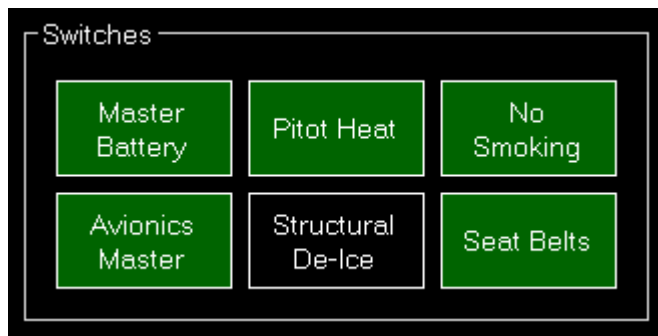 Switches
Master
Battery
Pitot Heat
No
Smoking
Avionics
Master
Structural
De-Ice
Seat Belts